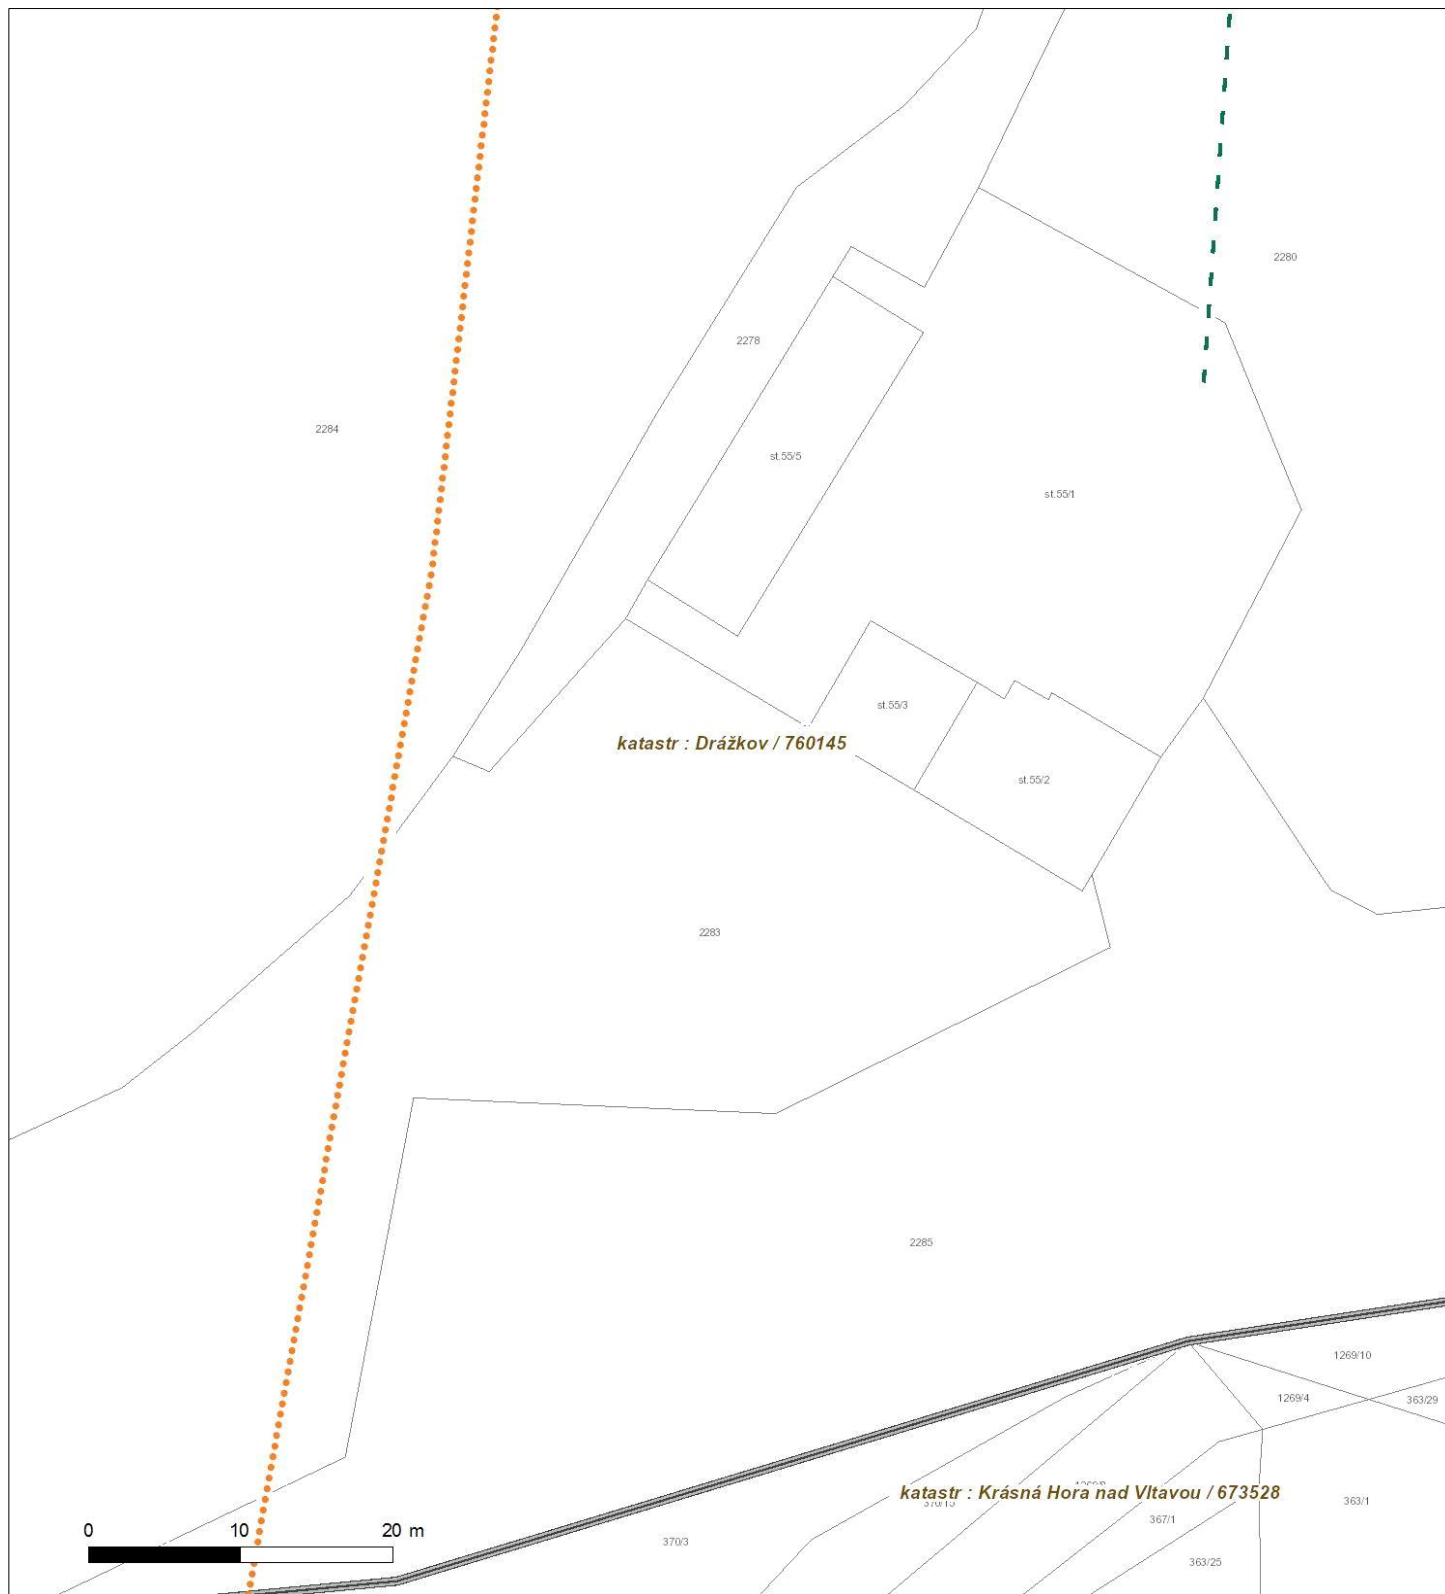 2280
2278
2284
st.55/5
st.55/1
st.55/3
katastr : Drážkov / 760145
st.55/2
2283
2285
1269/10
1269/4
363/29
katastr : Krásná Hora nad Vltavou / 673528
363/1
367/1
0 10 20 m
370/3
363/25